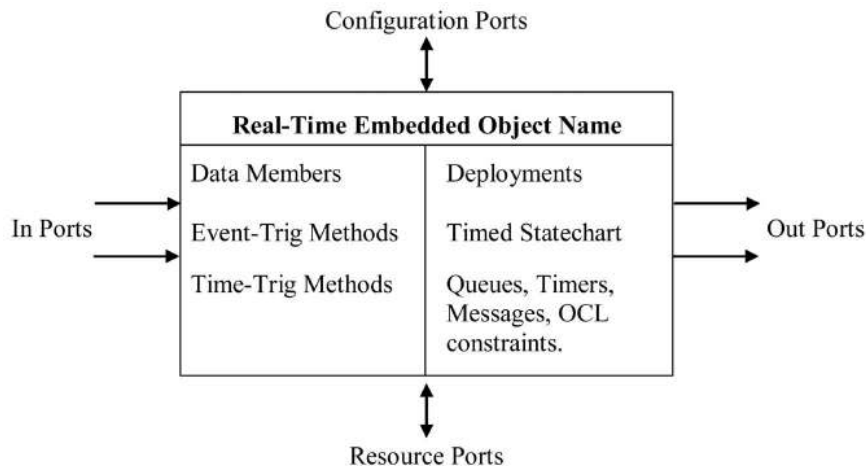 Configuration Ports
Real-Time Embedded Object Name
Data Members
Deployments
In Ports
Event-Trig Methods
Timed Statechart
Out Ports
Time-Trig Methods
Queues, Timers,
Messages, OCL
constraints.
Resource Ports